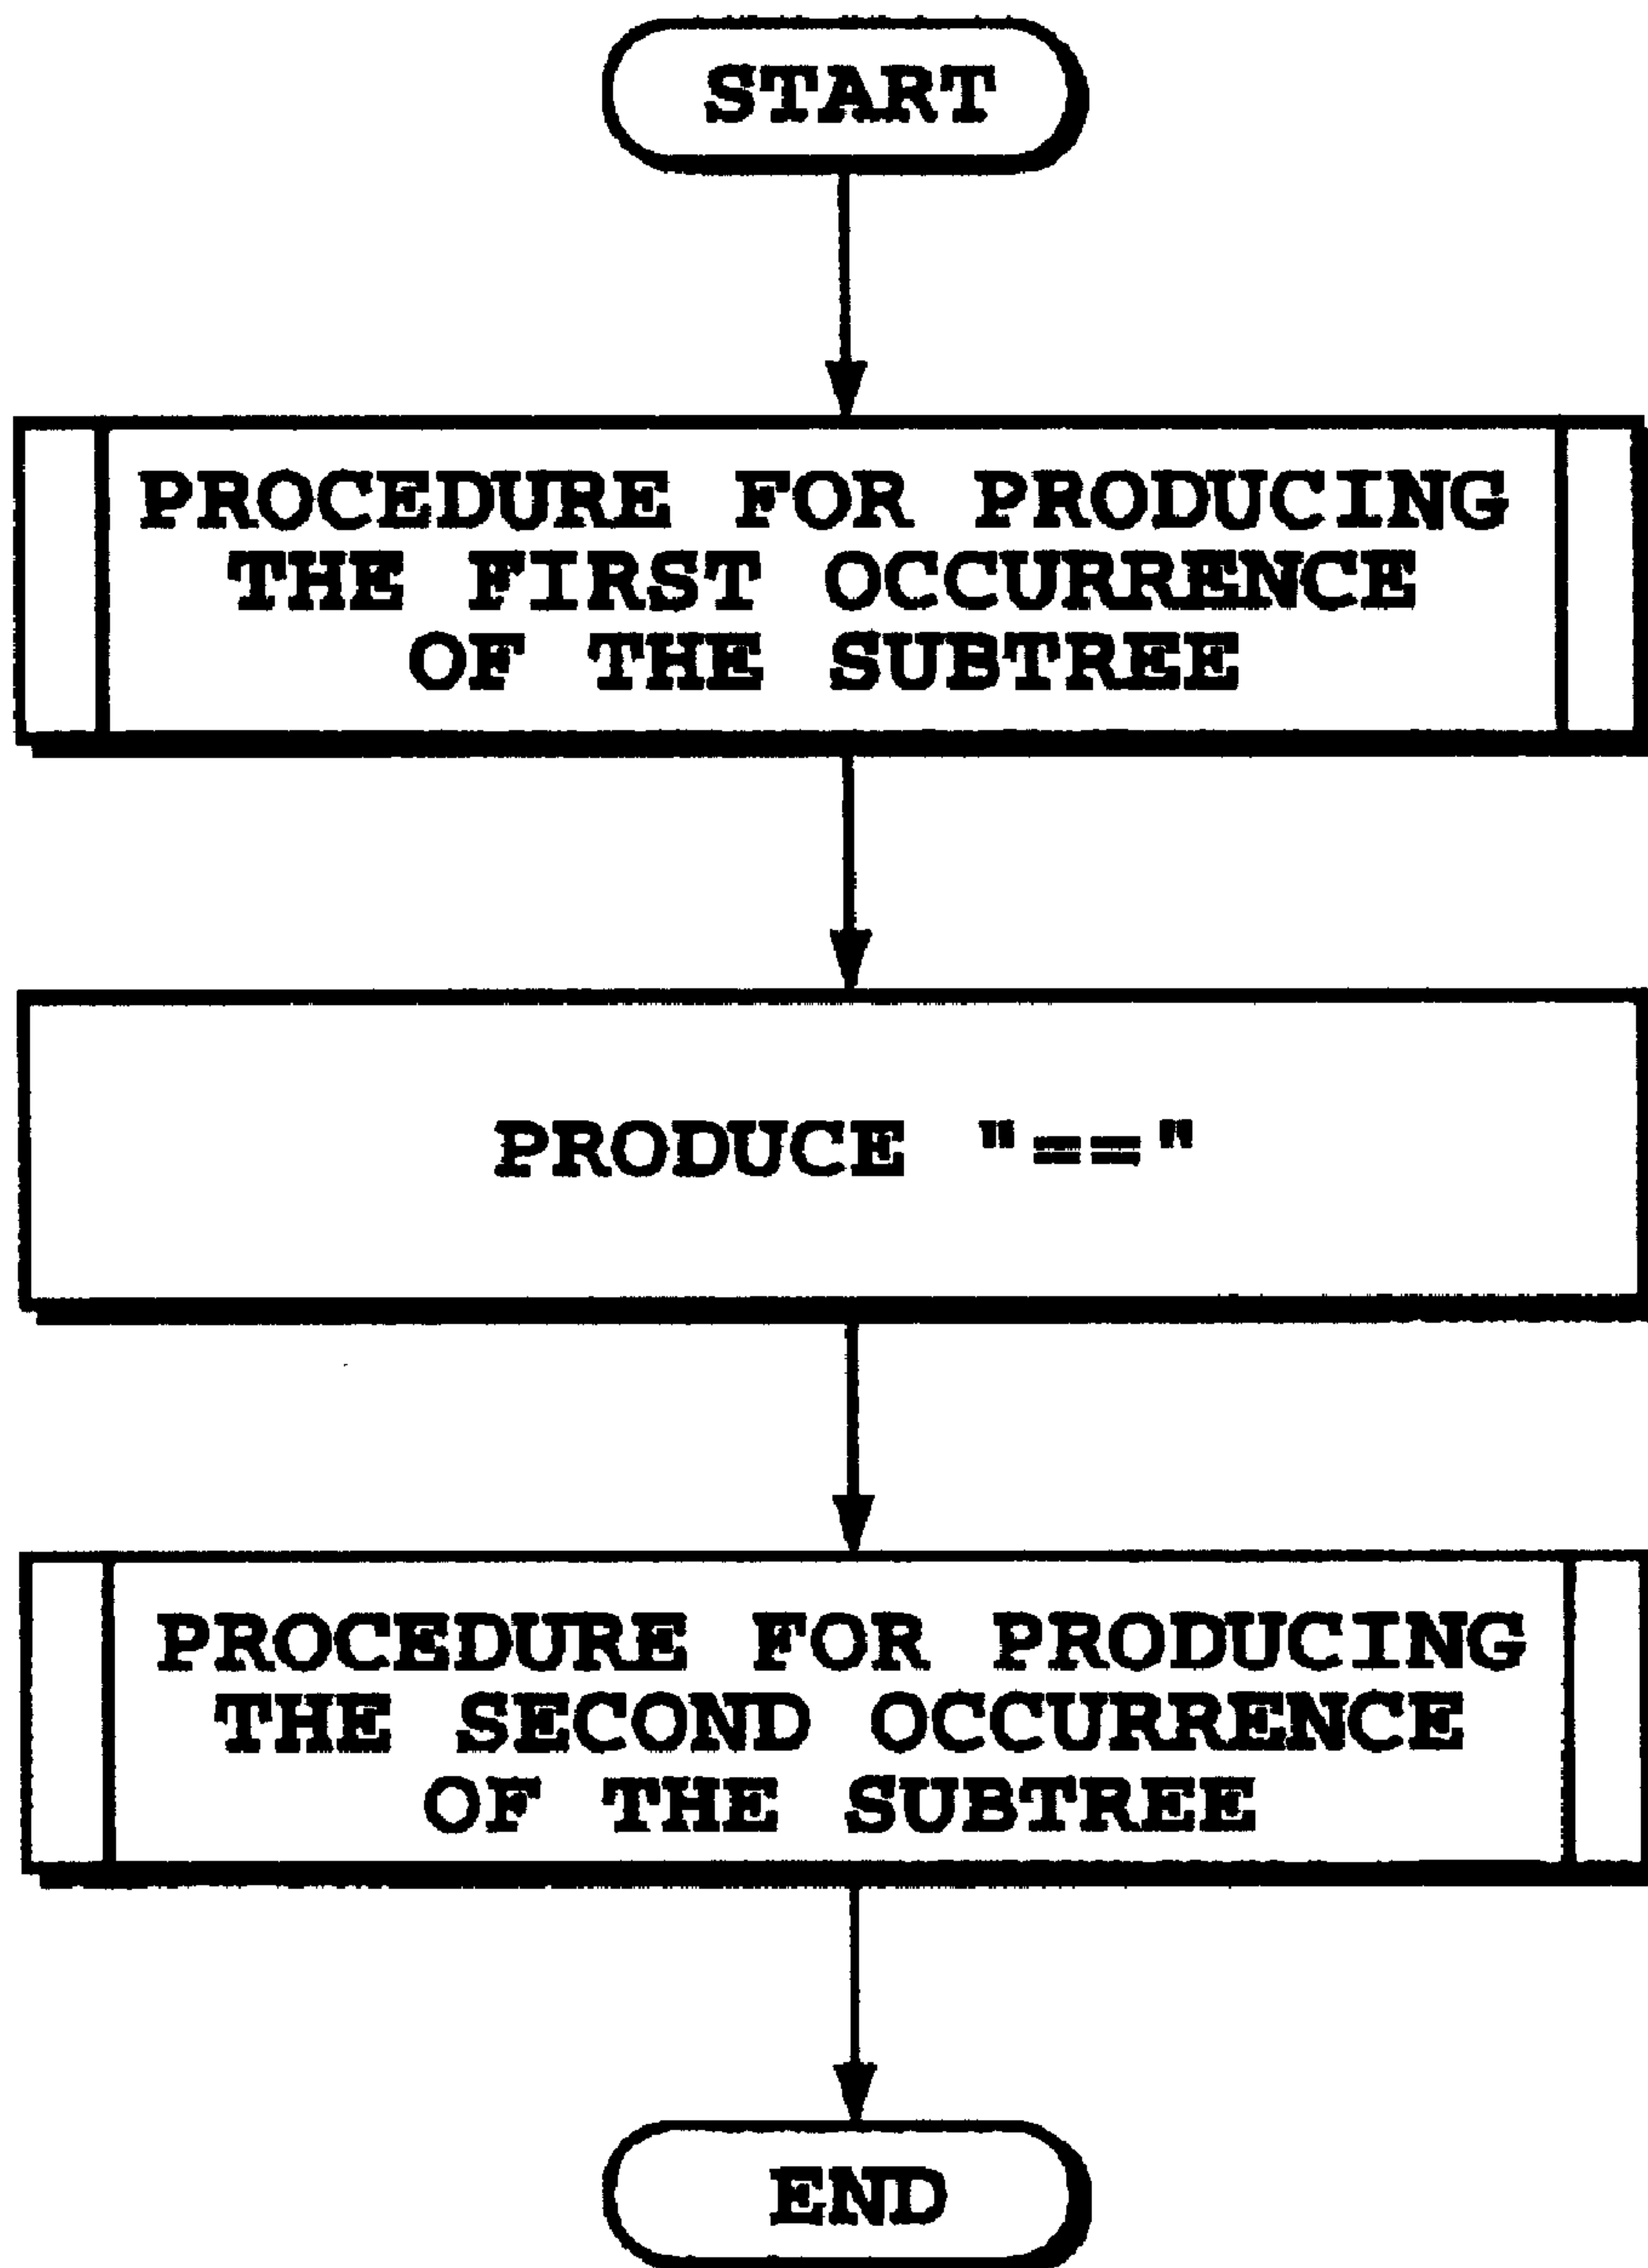 START
PROCEDURE FOR PRODUCING
THE FIRST OCCURRENCE
OF THE SUBTREE
PRODUCE "=="
PROCEDURE FOR PRODUCING
THE SECOND OCCURRENCE
OF THE SUBTREE
END